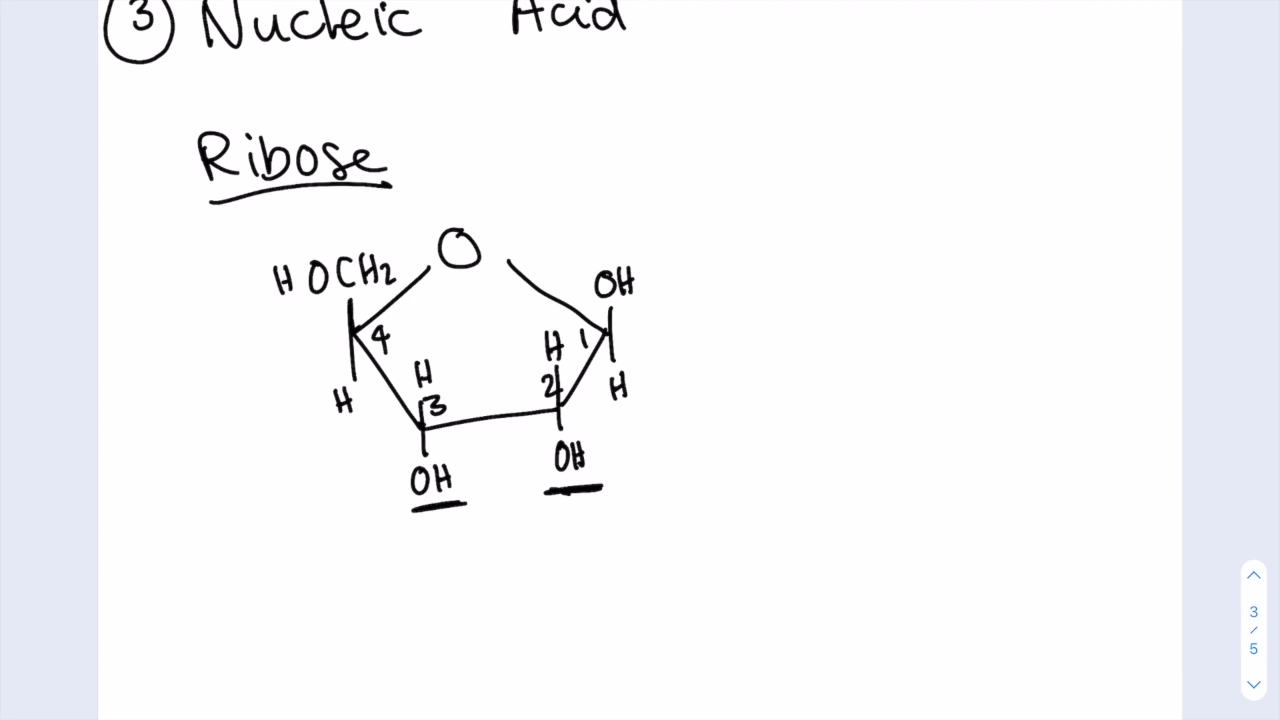 3 Nucleic Acid
Ribose
O
HOCH2 OH
4 H 1
H 2 H
H 3
OH
OH
3
/
5